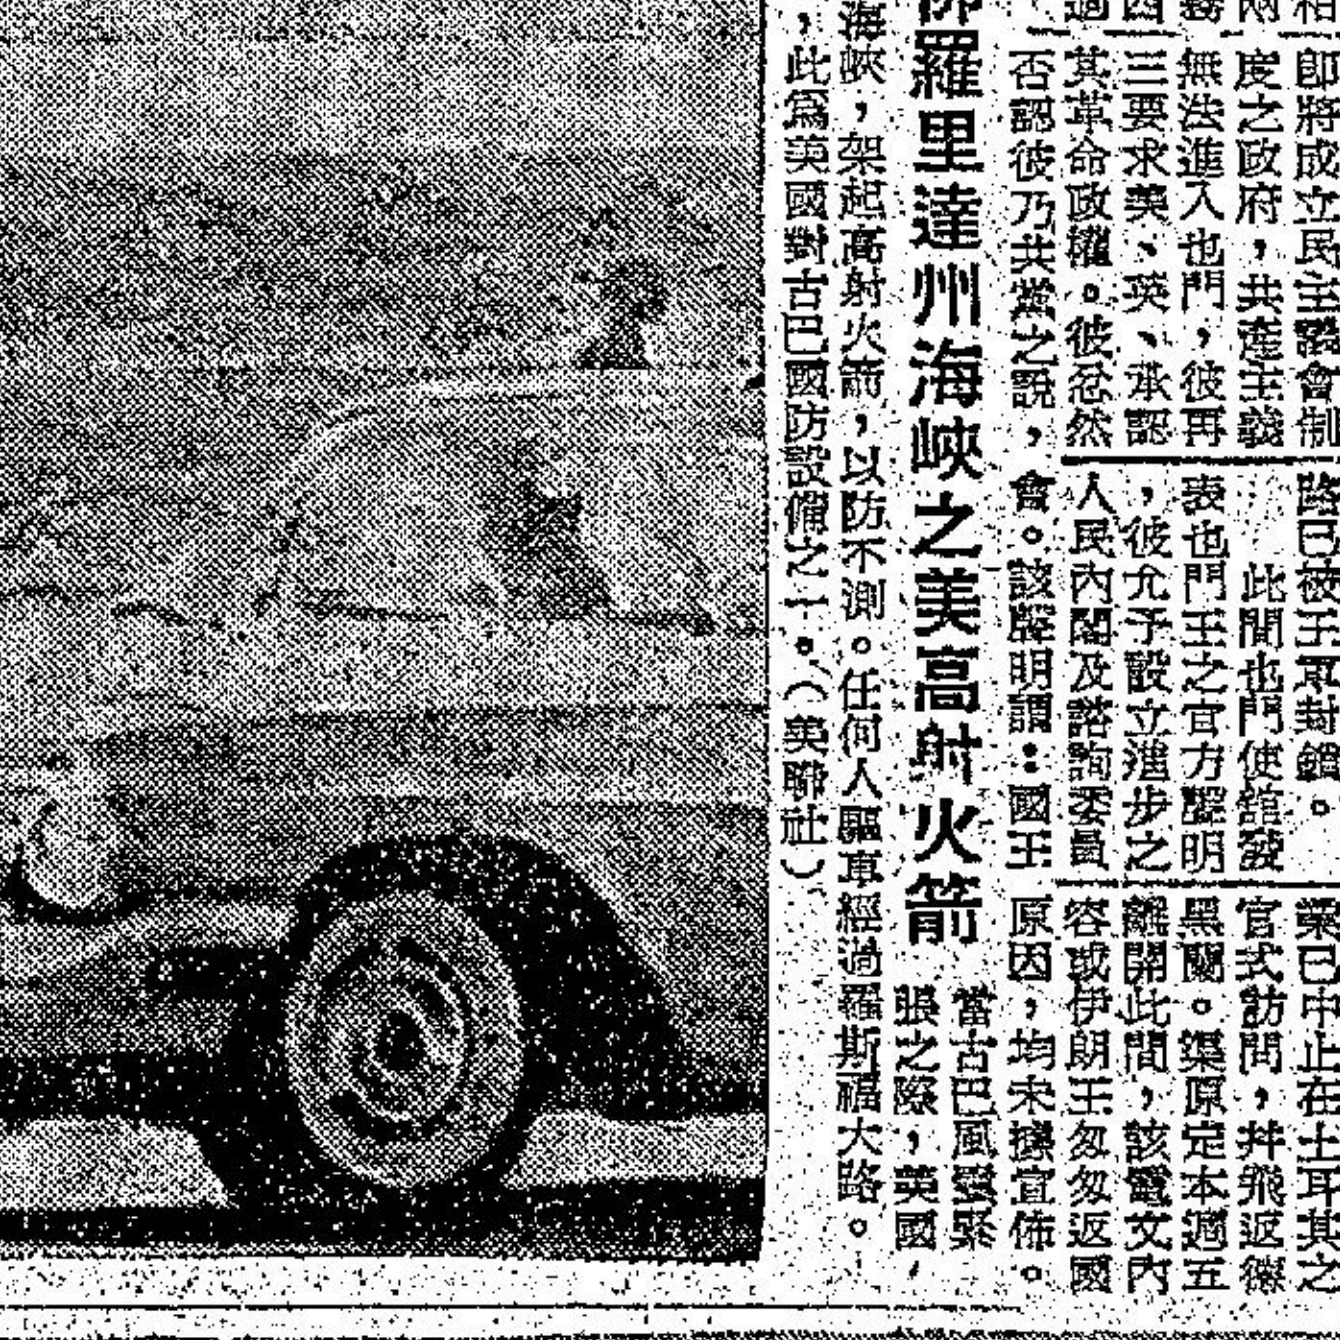 即將成立民主議會制
度之政府，共產主義
無法進入也門，彼再
三要求美、英、承認
其革命政權。彼忿然
否認彼乃共黨之說，
路已被王軍封鎖。
此間也門使館發
表也門王之官方聲明
，彼允予設立進步之
人民內閣及諮詢委員
會。該聲明謂：國王
業已中止在土耳其之
官式訪問，幷飛返德
黑蘭。渠原定本週五
離開此間，該電文內
容或伊朗王匆匆返國
原因，均未據宣佈。
羅里達州海峽之美高射火箭
當古巴風雲緊
張之際，美國，
海峽，架起高射火箭，以防不測。任何人驅車經過羅斯福大路。
，此爲美國對古巴國防設備之一。（美聯社）